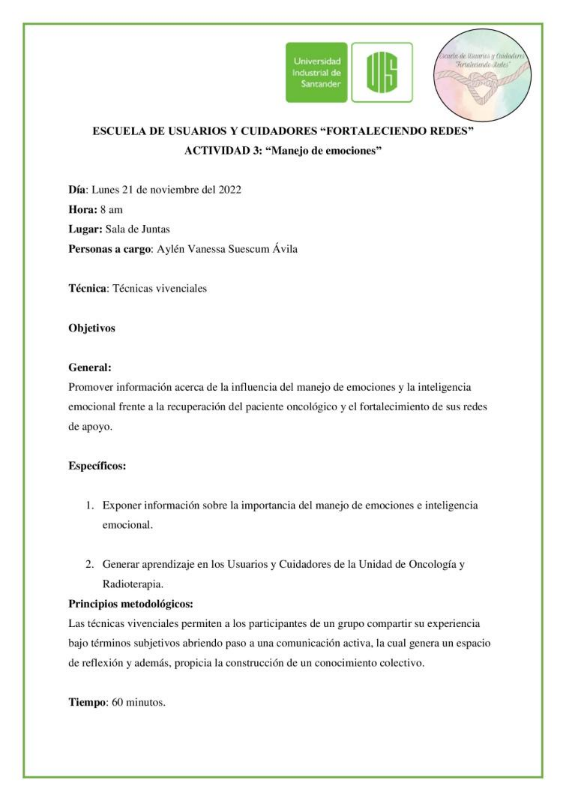 Universidad
Industrial de
Santander
UIS
Escuela de Usuarios y Cuidadores
"Fortaleciendo Redes"
ESCUELA DE USUARIOS Y CUIDADORES “FORTALECIENDO REDES”
ACTIVIDAD 3: “Manejo de emociones”
Día: Lunes 21 de noviembre del 2022
Hora: 8 am
Lugar: Sala de Juntas
Personas a cargo: Aylén Vanessa Suescum Ávila
Técnica: Técnicas vivenciales
Objetivos
General:
Promover información acerca de la influencia del manejo de emociones y la inteligencia
emocional frente a la recuperación del paciente oncológico y el fortalecimiento de sus redes
de apoyo.
Específicos:
1. Exponer información sobre la importancia del manejo de emociones e inteligencia
emocional.
2. Generar aprendizaje en los Usuarios y Cuidadores de la Unidad de Oncología y
Radioterapia.
Principios metodológicos:
Las técnicas vivenciales permiten a los participantes de un grupo compartir su experiencia
bajo términos subjetivos abriendo paso a una comunicación activa, la cual genera un espacio
de reflexión y además, propicia la construcción de un conocimiento colectivo.
Tiempo: 60 minutos.